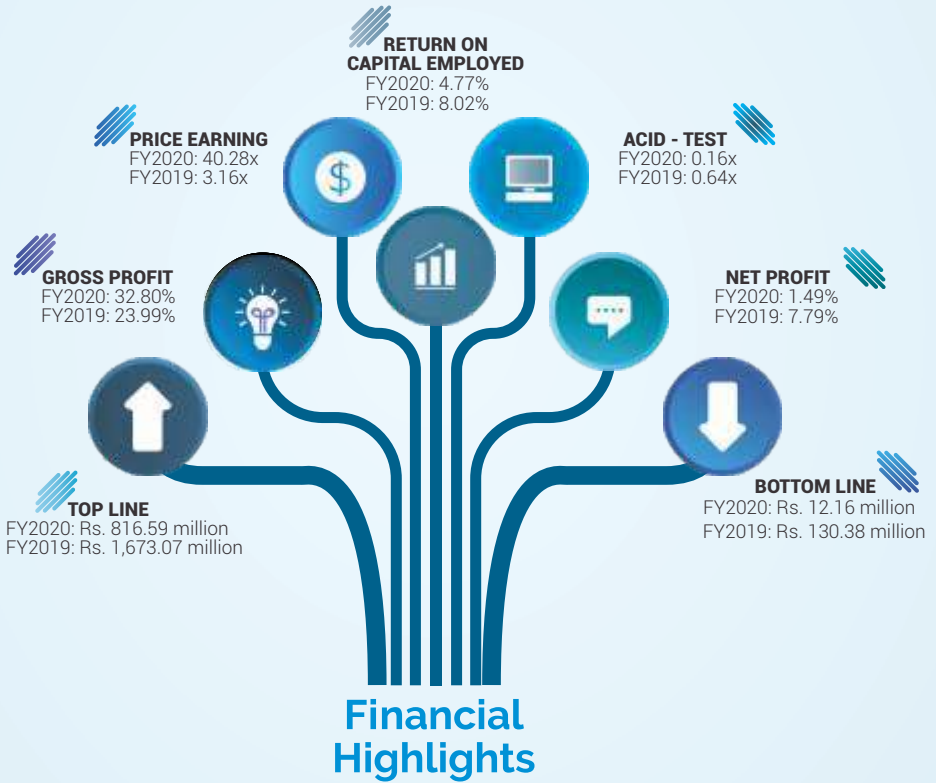 RETURN ON
CAPITAL EMPLOYED
FY2020: 4.77%
FY2019: 8.02%
PRICE EARNING
FY2020: 40.28x
FY2019: 3.16x
ACID - TEST
FY2020: 0.16x
FY2019: 0.64x
GROSS PROFIT
FY2020: 32.80%
FY2019: 23.99%
NET PROFIT
FY2020: 1.49%
FY2019: 7.79%
TOP LINE
FY2020: Rs. 816.59 million
FY2019: Rs. 1,673.07 million
BOTTOM LINE
FY2020: Rs. 12.16 million
FY2019: Rs. 130.38 million
Financial
Highlights